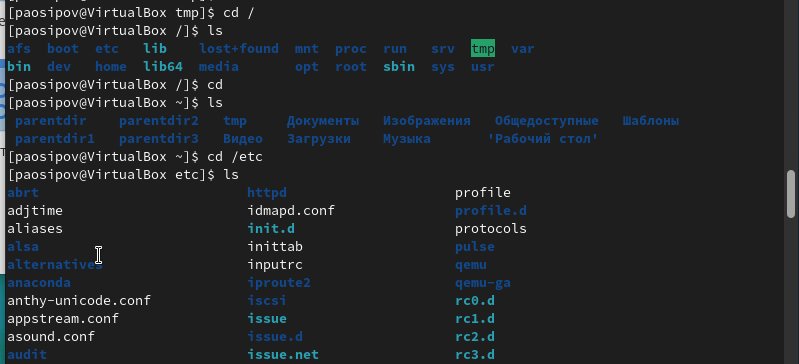 [paosipov@VirtualBox tmp]$ cd /
[paosipov@VirtualBox /]$ ls
afs boot etc lib lost+found mnt proc run srv tmp var
bin dev home lib64 media opt root sbin sys usr
[paosipov@VirtualBox /]$ cd
[paosipov@VirtualBox ~]$ ls
parentdir parentdir2 tmp Документы Изображения Общедоступные Шаблоны
parentdir1 parentdir3 Видео Загрузки Музыка 'Рабочий стол'
[paosipov@VirtualBox ~]$ cd /etc
[paosipov@VirtualBox etc]$ ls
abrt httpd profile
adjtime idmapd.conf profile.d
aliases init.d protocols
alsa inittab pulse
alternatives inputrc qemu
anaconda iproute2 qemu-ga
anthy-unicode.conf iscsi rc0.d
appstream.conf issue rc1.d
asound.conf issue.d rc2.d
audit issue.net rc3.d